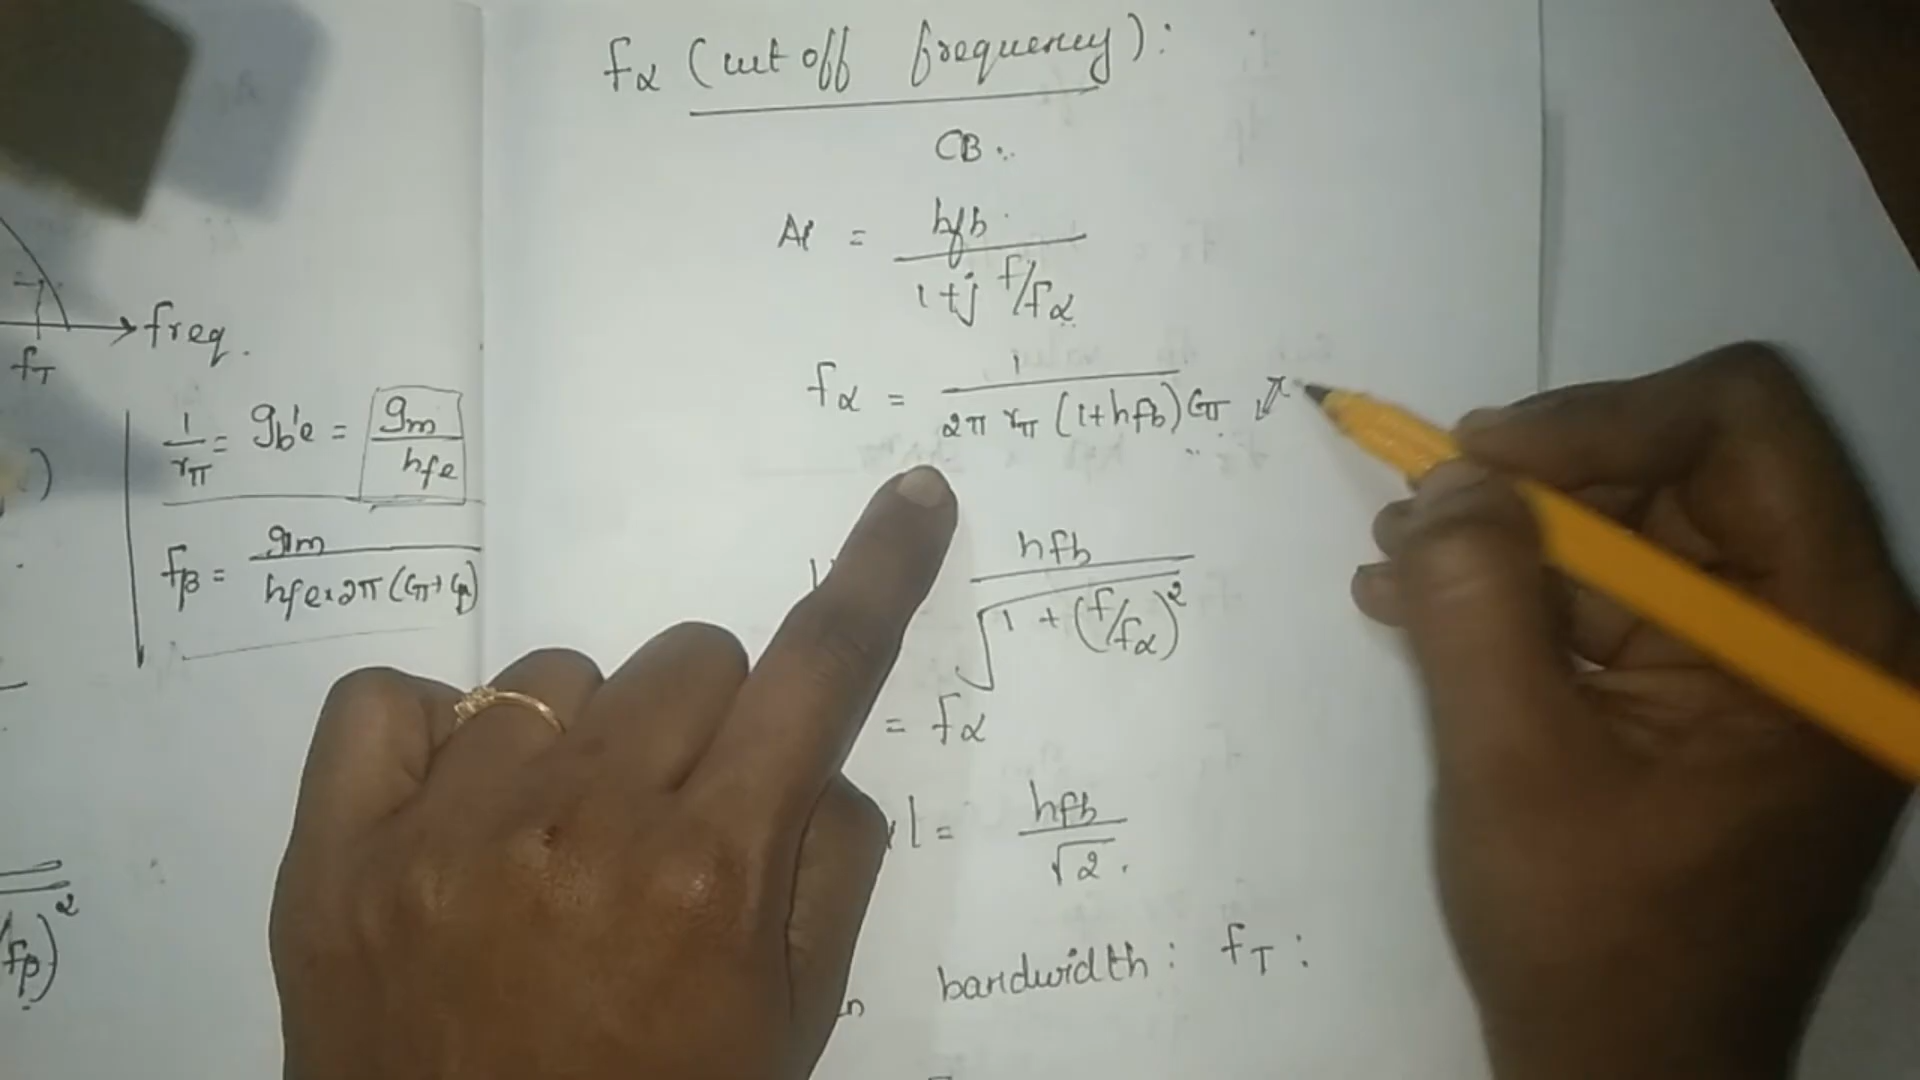 freq.
fT
1/rπ = gb'e = gm/hfe
fβ = gm/hfe×2π(Cπ+Cμ)
fβ)²
fα (cut off frequency):
CB.
Ai = hfb/1+j f/fα
fα = 1/2π rπ (1+hfb) Cπ
hfb/√1+(f/fα)²
= fα
| = hfb/√2.
bandwidth: fT: